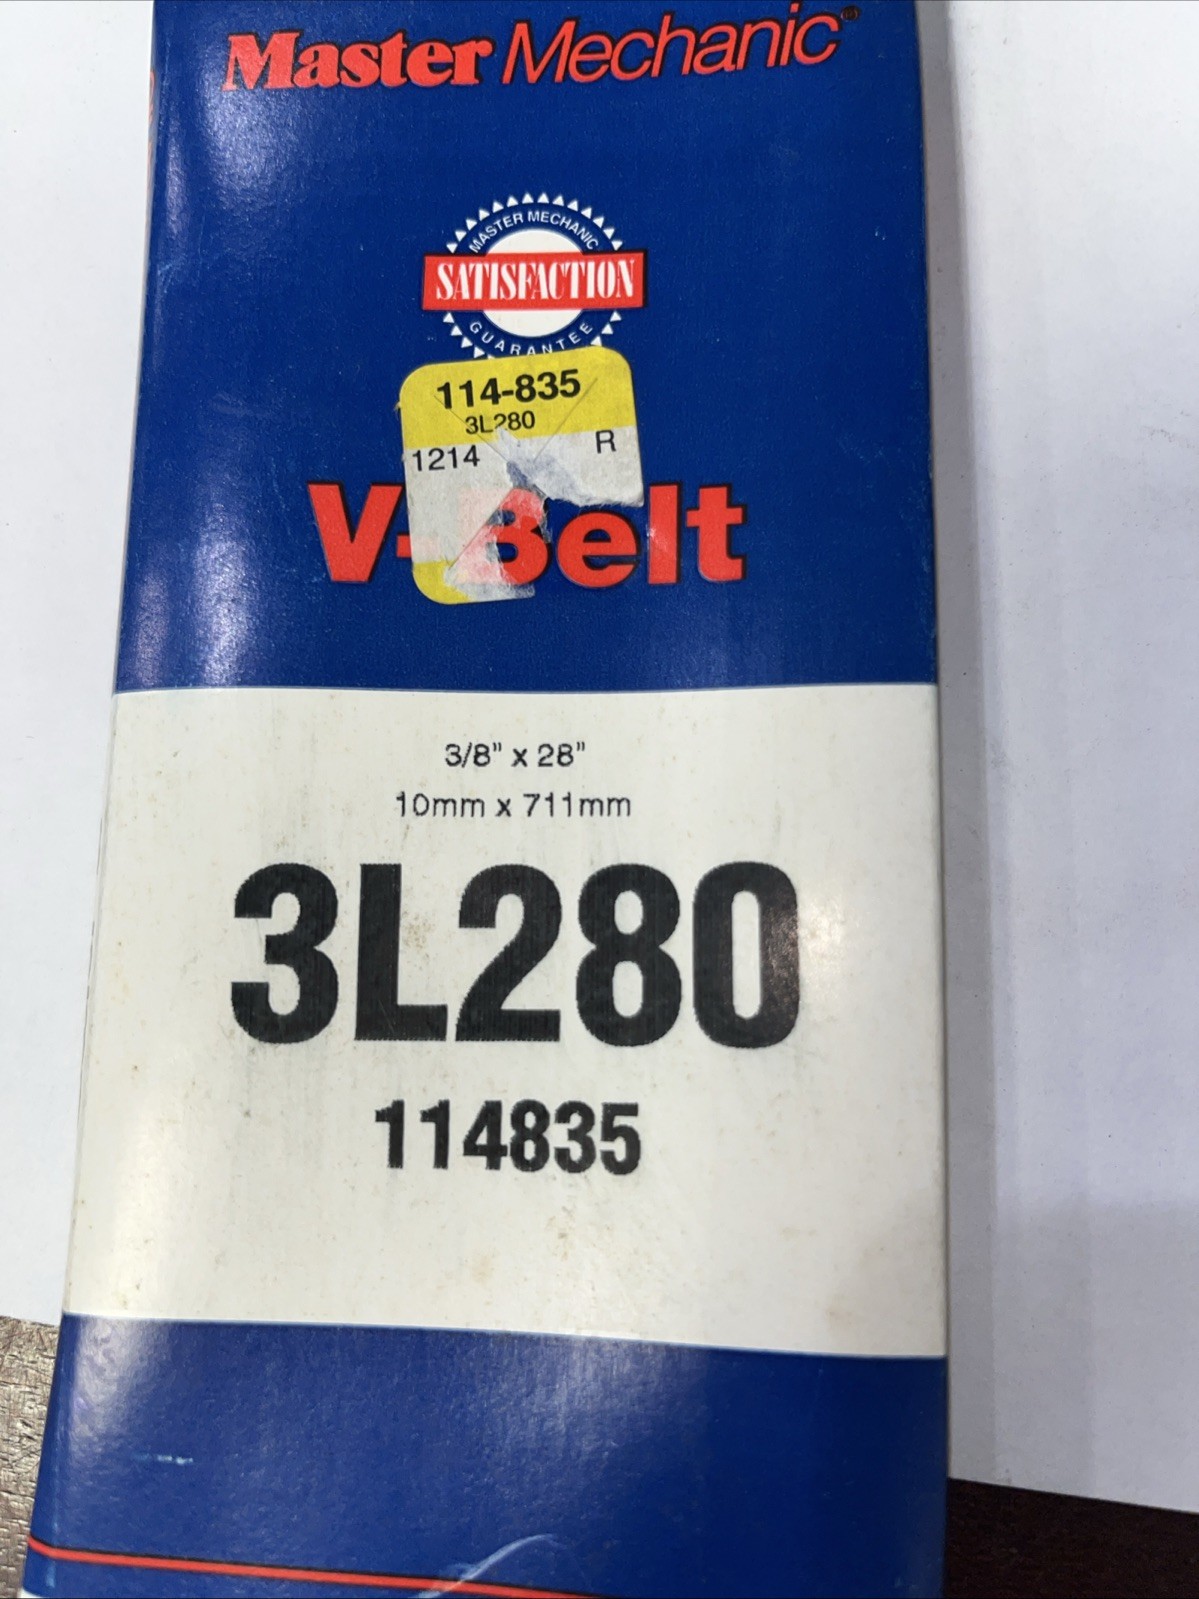 Master Mechanic®
MASTER MECHANIC
SATISFACTION
GUARANTEE
114-835
3L280
1214 R
V-Belt
3/8" x 28"
10mm x 711mm
3L280
114835